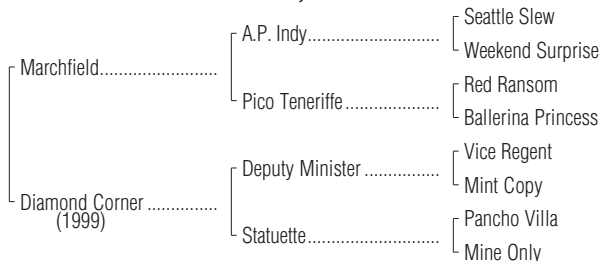 Seattle Slew
A.P. Indy..............................
Weekend Surprise
Marchfield...........................
Red Ransom
Pico Teneriffe.....................
Ballerina Princess
Vice Regent
Deputy Minister.................
Mint Copy
Diamond Corner................
(1999)
Pancho Villa
Statuette..............................
Mine Only